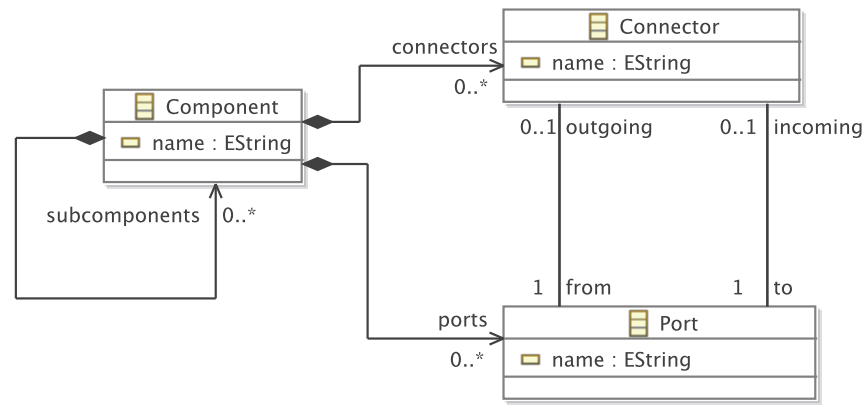 Connector
name : EString
connectors
0..*
Component
name : EString
subcomponents
0..*
0..1 outgoing
0..1 incoming
1 from
1 to
ports
0..*
Port
name : EString